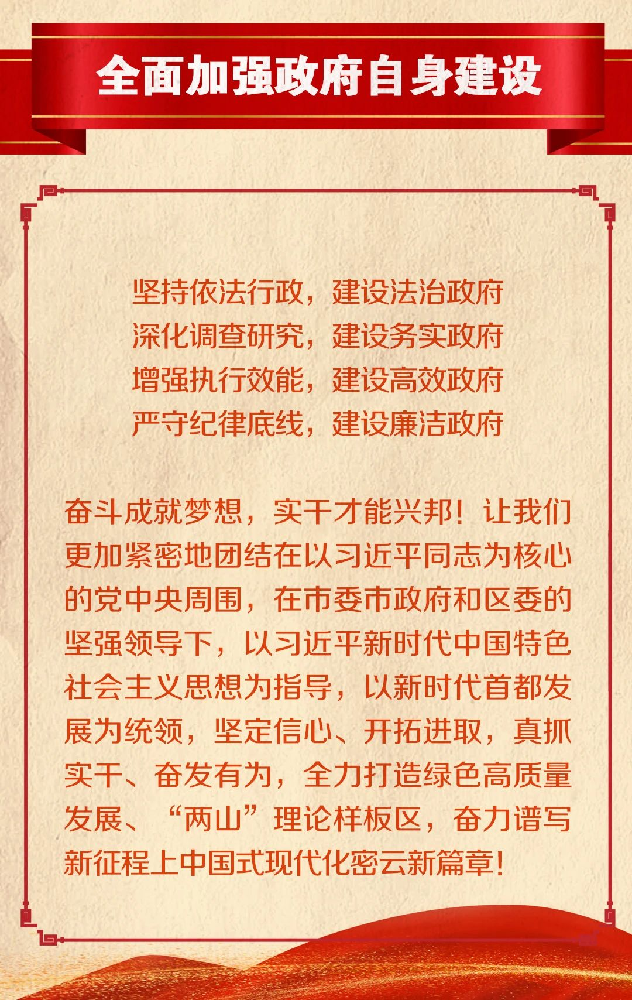 全面加强政府自身建设
坚持依法行政，建设法治政府
深化调查研究，建设务实政府
增强执行效能，建设高效政府
严守纪律底线，建设廉洁政府
奋斗成就梦想，实干才能兴邦！让我们
更加紧密地团结在以习近平同志为核心
的党中央周围，在市委市政府和区委的
坚强领导下，以习近平新时代中国特色
社会主义思想为指导，以新时代首都发
展为统领，坚定信心、开拓进取，真抓
实干、奋发有为，全力打造绿色高质量
发展、“两山”理论样板区，奋力谱写
新征程上中国式现代化密云新篇章！